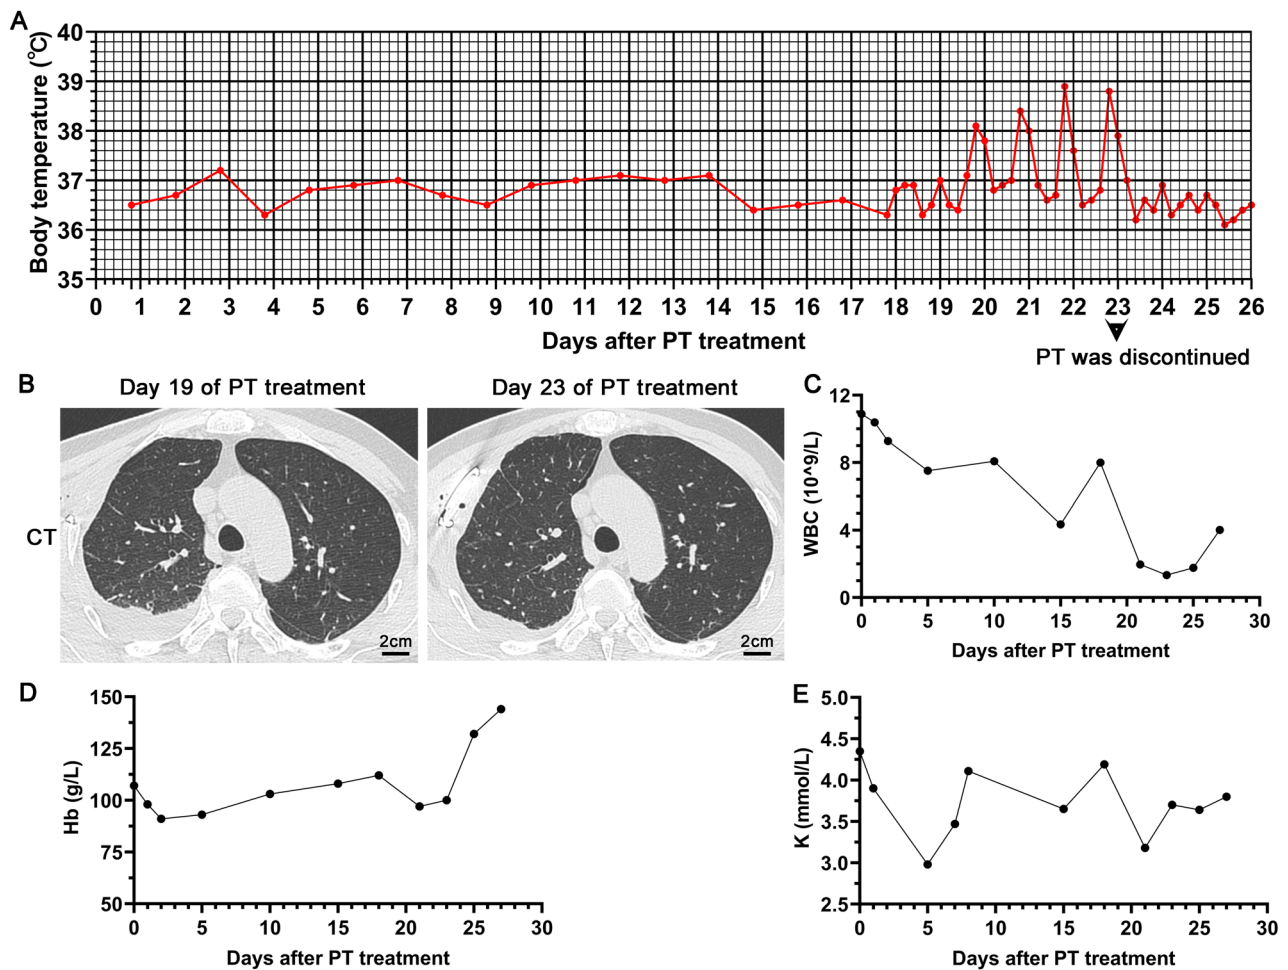 A
Body temperature (℃)
40
39
38
37
36
35
0 1 2 3 4 5 6 7 8 9 10 11 12 13 14 15 16 17 18 19 20 21 22 23 24 25 26
Days after PT treatment
PT was discontinued
B
Day 19 of PT treatment
Day 23 of PT treatment
CT
2cm
2cm
C
WBC (10^9/L)
12
8
4
0
0 5 10 15 20 25 30
Days after PT treatment
D
Hb (g/L)
150
125
100
75
50
0 5 10 15 20 25 30
Days after PT treatment
E
K (mmol/L)
5.0
4.5
4.0
3.5
3.0
2.5
0 5 10 15 20 25 30
Days after PT treatment